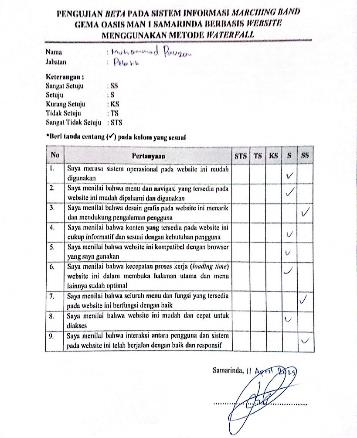 PENGUJIAN BETA PADA SISTEM INFORMASI MARCHING BAND
GEMA OASIS MAN I SAMARINDA BERBASIS WEBSITE
MENGGUNAKAN METODE WATERFALL
Nama : Muhammad
Jabatan :
Keterangan :
Sangat Setuju : SS
Setuju : S
Kurang Setuju : KS
Tidak Setuju : TS
Sangat Tidak Setuju : STS
*Beri tanda centang (✓) pada kolom yang sesuai
No Pertanyaan STS TS KS S SS
1. Saya merasa sistem operasional pada website ini mudah
digunakan ✓
2. Saya menilai bahwa menu dan navigasi yang tersedia pada
website ini mudah dipahami dan digunakan ✓
3. Saya menilai bahwa desain grafis pada website ini menarik
dan mendukung pengalaman pengguna ✓
4. Saya menilai bahwa konten yang tersedia pada website ini
cukup informatif dan sesuai dengan kebutuhan pengguna ✓
5. Saya menilai bahwa website ini kompatibel dengan browser
yang saya gunakan ✓
6. Saya menilai bahwa kecepatan proses kerja (loading time)
website ini dalam membuka halaman utama dan menu
lainnya sudah optimal ✓
7. Saya menilai bahwa seluruh menu dan fungsi yang tersedia
pada website ini berfungsi dengan baik ✓
8. Saya menilai bahwa website ini mudah dan cepat untuk
diakses ✓
9. Saya menilai bahwa interaksi antara pengguna dan sistem
pada website ini telah berjalan dengan baik dan responsif ✓
Samarinda, 11 April